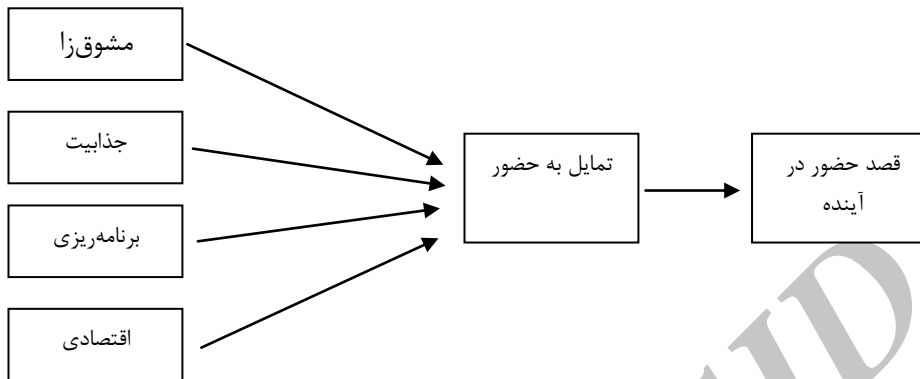 مشوق‌زا
جذابیت
برنامه‌ریزی
اقتصادی
تمایل به حضور
قصد حضور در
آینده